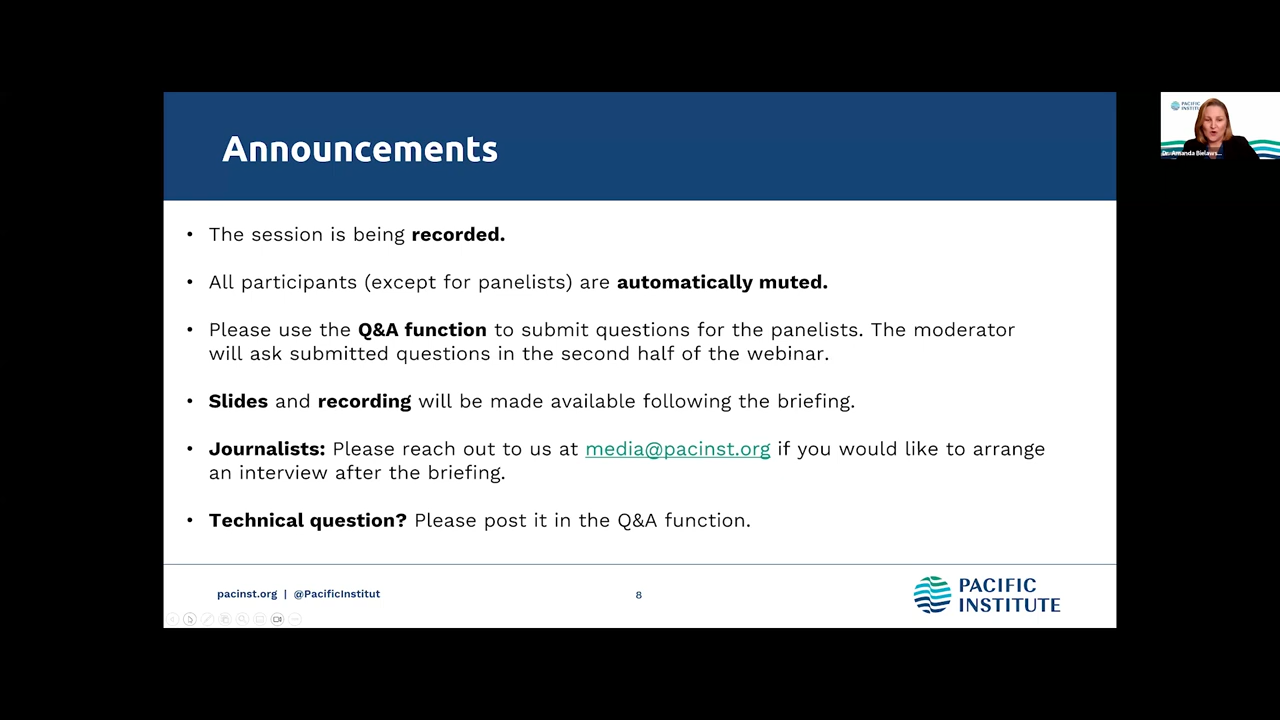 Announcements
• The session is being recorded.
• All participants (except for panelists) are automatically muted.
• Please use the Q&A function to submit questions for the panelists. The moderator
will ask submitted questions in the second half of the webinar.
• Slides and recording will be made available following the briefing.
• Journalists: Please reach out to us at media@pacinst.org if you would like to arrange
an interview after the briefing.
• Technical question? Please post it in the Q&A function.
pacinst.org | @PacificInstitut
8
PACIFIC
INSTITUTE
PACIFIC
Dr. Amanda Bielaws...